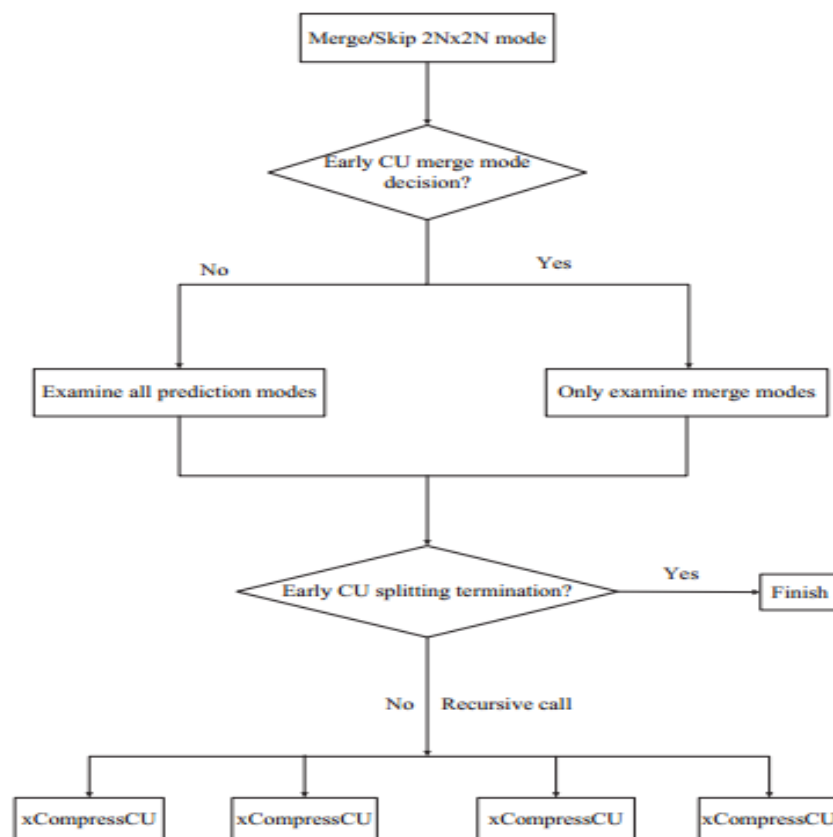 Merge/Skip 2Nx2N mode
Early CU merge mode
decision?
No
Yes
Examine all prediction modes
Only examine merge modes
Early CU splitting termination?
Yes
Finish
No
Recursive call
xCompressCU
xCompressCU
xCompressCU
xCompressCU